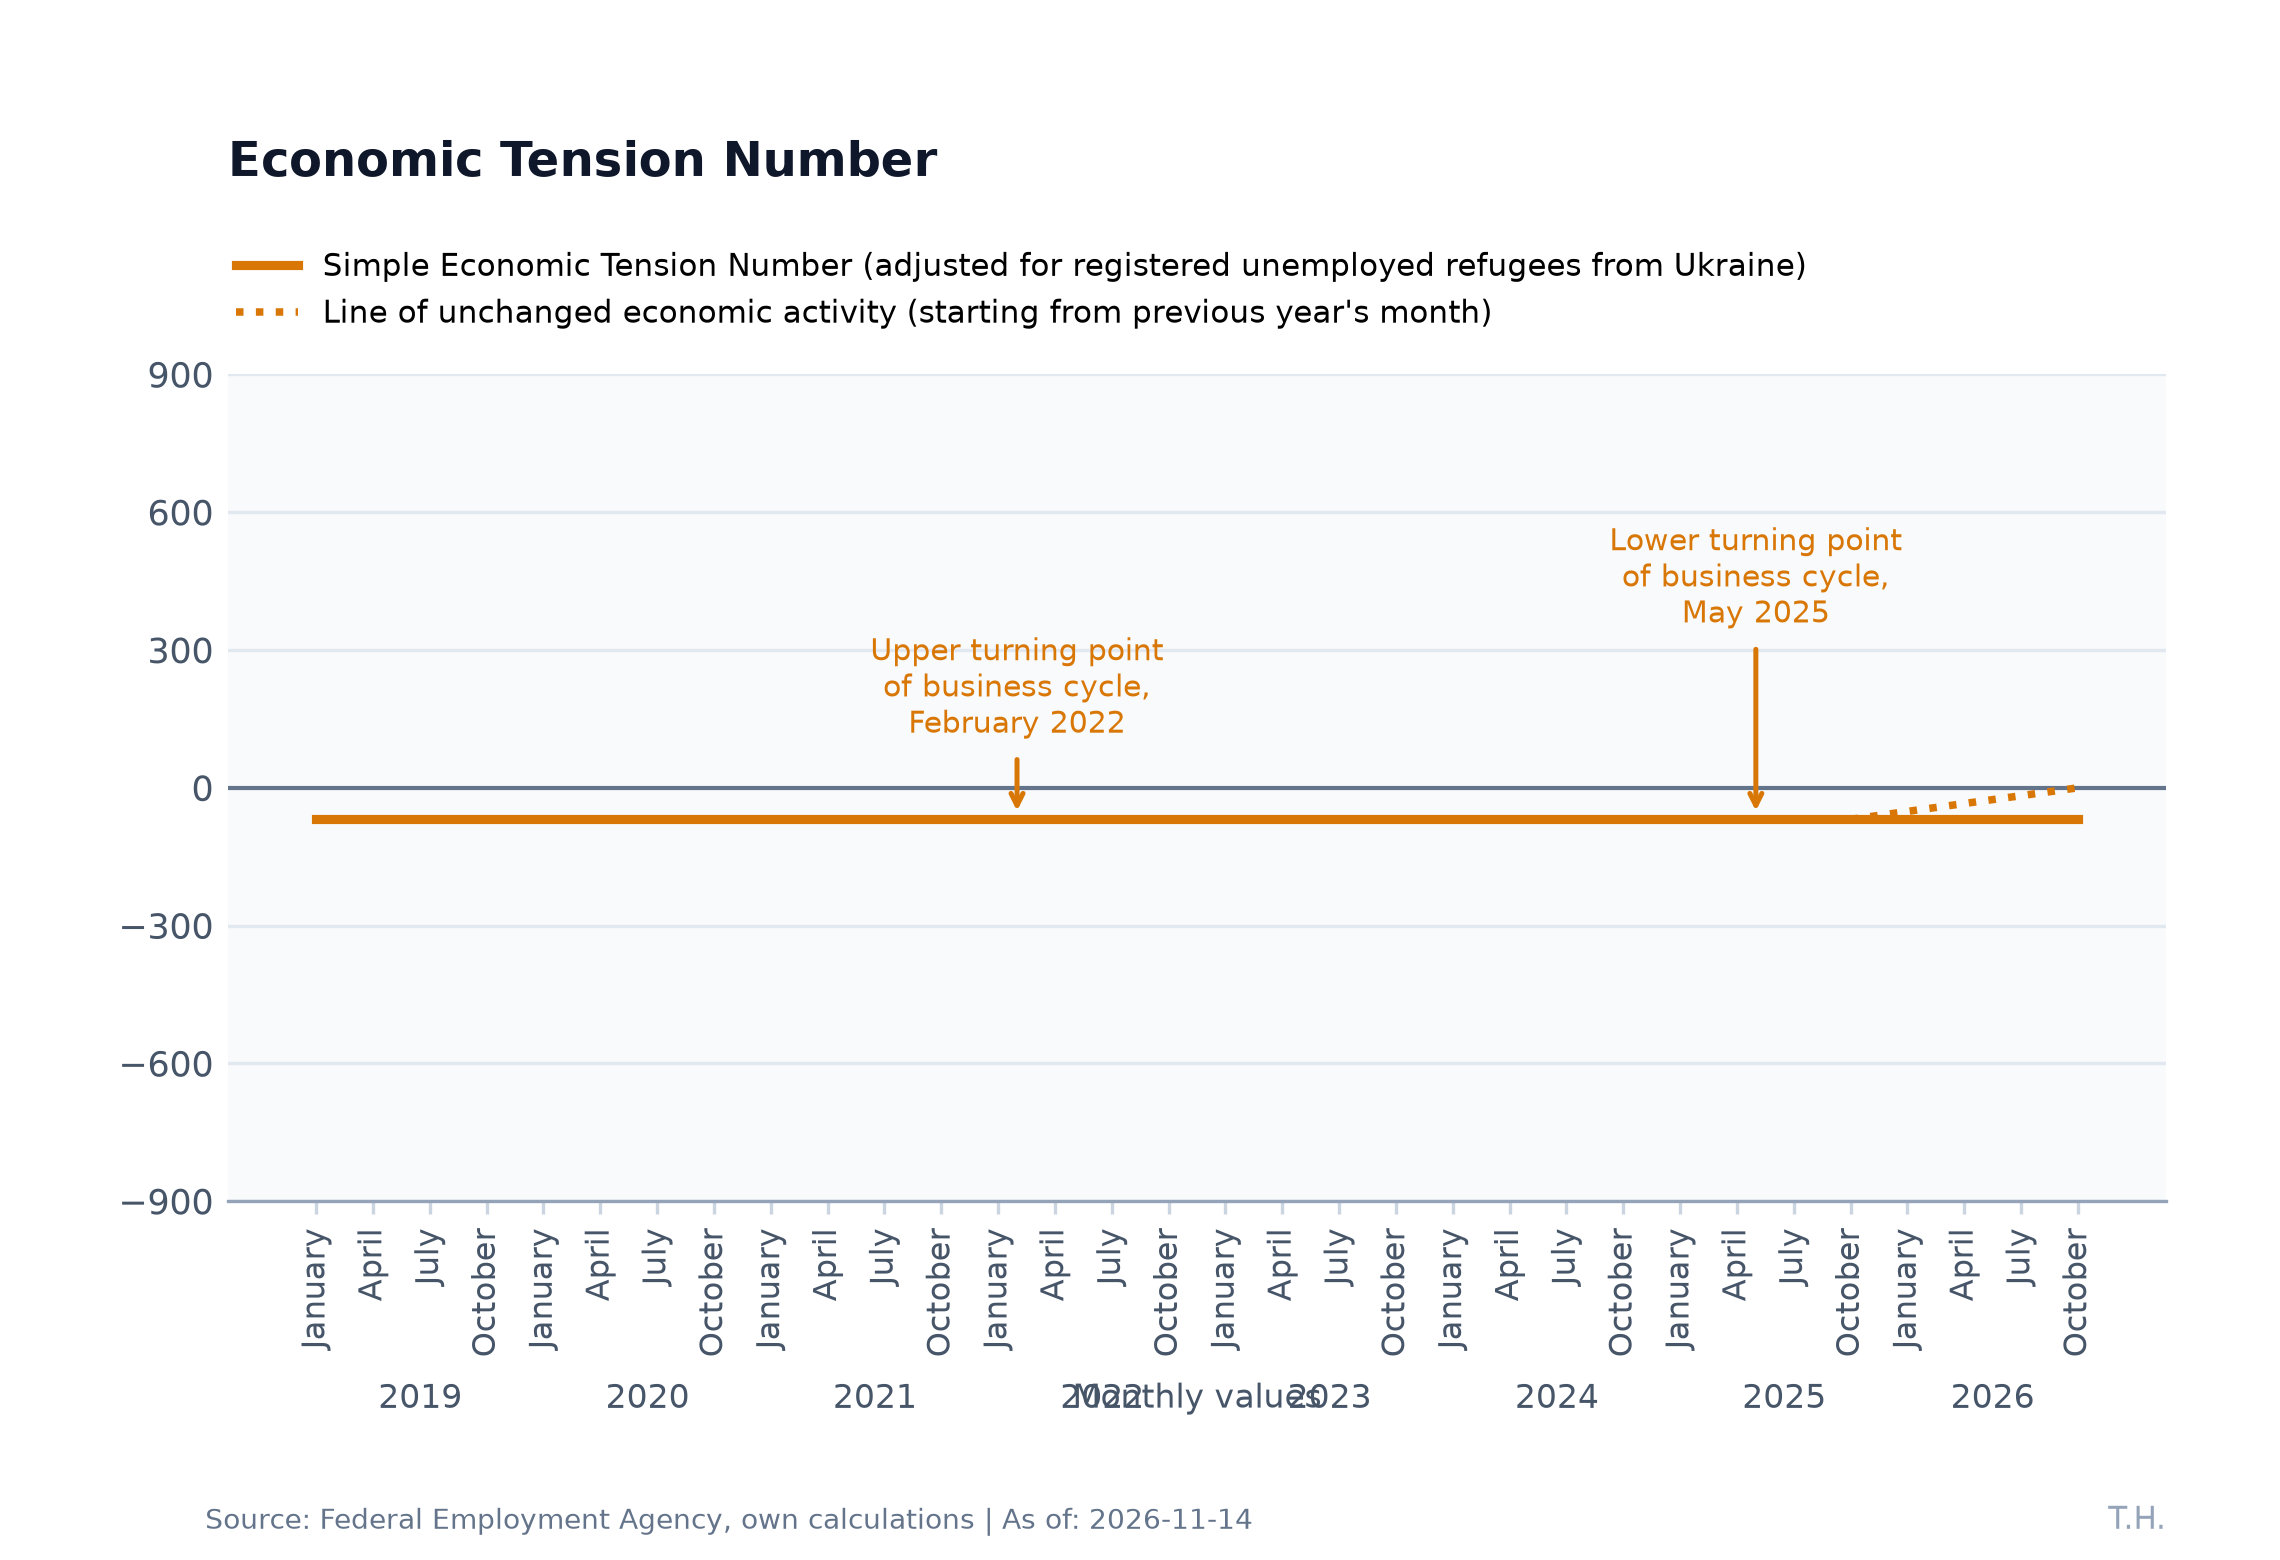 Economic Tension Number
Simple Economic Tension Number (adjusted for registered unemployed refugees from Ukraine)
Line of unchanged economic activity (starting from previous year's month)
900
600
300
0
−300
−600
−900
Upper turning point
of business cycle,
February 2022
Lower turning point
of business cycle,
May 2025
January April July October January April July October January April July October January April July October January April July October January April July October January April July October January April July October
2019 2020 2021 2022 2023 2024 2025 2026
Monthly values
Source: Federal Employment Agency, own calculations | As of: 2026-11-14
T.H.